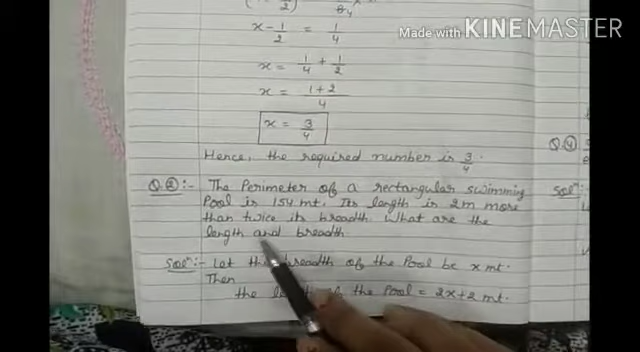 Made with KINEMASTER
x - 1/2 = 1/4
x = 1/4 + 1/2
x = 1+2/4
x = 3/4
Hence, the required number is 3/4.
Q.②:- The Perimeter of a rectangular swimming
Pool is 154 mt. Its length is 2m more
than twice its breadth. What are the
length and breadth
Soln:- Let the breadth of the Pool be x mt.
Then
the of the Pool = 2x+2 mt.
Q.④
Soln:-